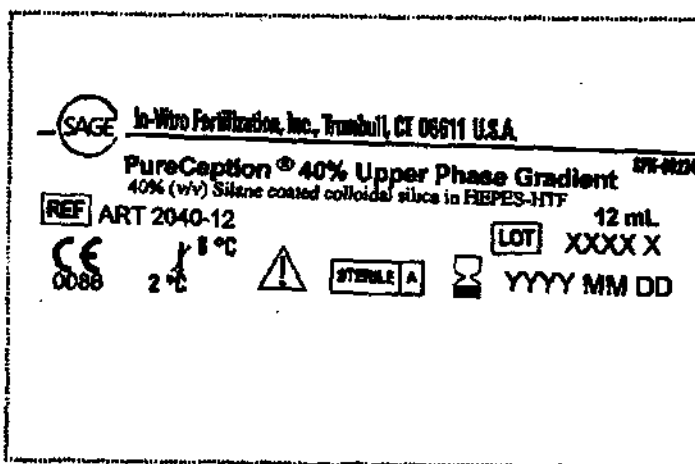 SAGE In-Vitro Fertilization, Inc., Trumbull, CT 06611 U.S.A.
PureCeption ® 40% Upper Phase Gradient
40% (v/v) Silane coated colloidal silica in HEPES-HTF
REF ART 2040-12
12 mL
LOT XXXX X
CE 0086
2 °C 8 °C
STERILE A
YYYY MM DD